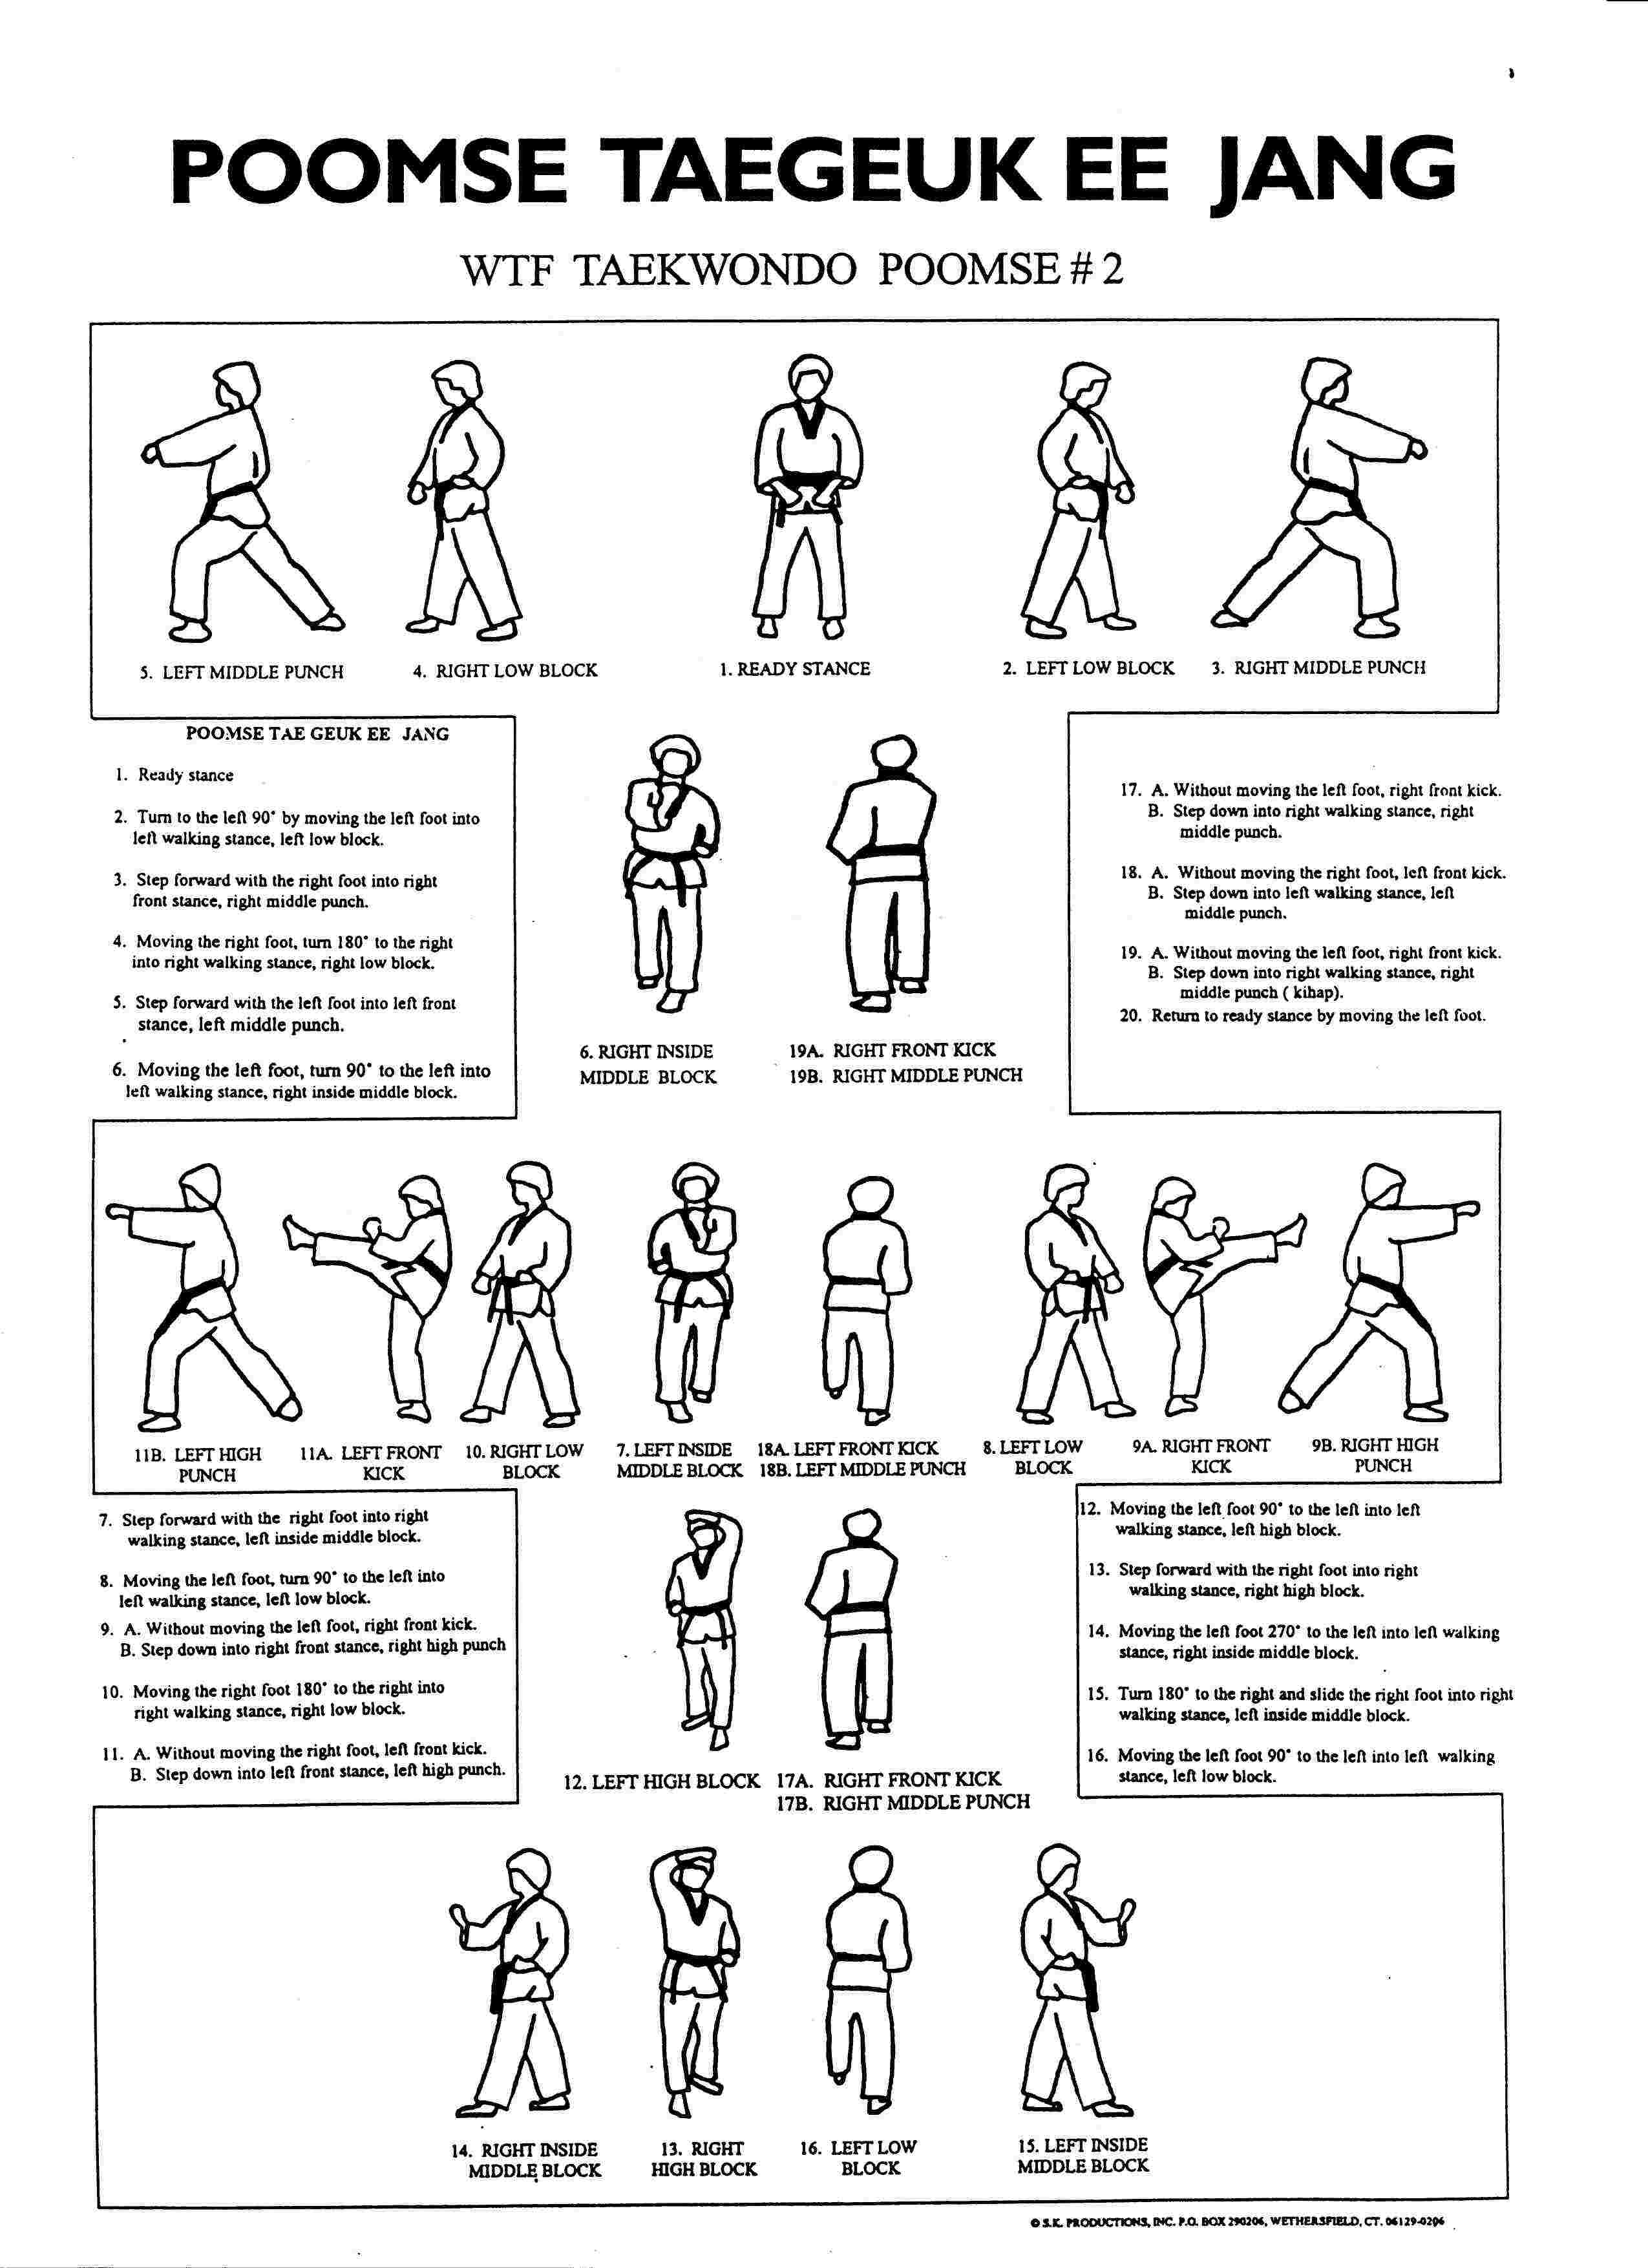 POOMSE TAEGEUK EE JANG
WTF TAEKWONDO POOMSE # 2
5. LEFT MIDDLE PUNCH
4. RIGHT LOW BLOCK
1. READY STANCE
2. LEFT LOW BLOCK
3. RIGHT MIDDLE PUNCH
POOMSE TAE GEUK EE JANG
1. Ready stance
2. Turn to the left 90° by moving the left foot into
left walking stance, left low block.
3. Step forward with the right foot into right
front stance, right middle punch.
4. Moving the right foot, turn 180° to the right
into right walking stance, right low block.
5. Step forward with the left foot into left front
stance, left middle punch.
6. Moving the left foot, turn 90° to the left into
left walking stance, right inside middle block.
6. RIGHT INSIDE
MIDDLE BLOCK
19A. RIGHT FRONT KICK
19B. RIGHT MIDDLE PUNCH
17. A. Without moving the left foot, right front kick.
B. Step down into right walking stance, right
middle punch.
18. A. Without moving the right foot, left front kick.
B. Step down into left walking stance, left
middle punch.
19. A. Without moving the left foot, right front kick.
B. Step down into right walking stance, right
middle punch ( kihap).
20. Return to ready stance by moving the left foot.
11B. LEFT HIGH
PUNCH
11A. LEFT FRONT
KICK
10. RIGHT LOW
BLOCK
7. LEFT INSIDE
MIDDLE BLOCK
18A. LEFT FRONT KICK
18B. LEFT MIDDLE PUNCH
8. LEFT LOW
BLOCK
9A. RIGHT FRONT
KICK
9B. RIGHT HIGH
PUNCH
7. Step forward with the right foot into right
walking stance, left inside middle block.
8. Moving the left foot, turn 90° to the left into
left walking stance, left low block.
9. A. Without moving the left foot, right front kick.
B. Step down into right front stance, right high punch
10. Moving the right foot 180° to the right into
right walking stance, right low block.
11. A. Without moving the right foot, left front kick.
B. Step down into left front stance, left high punch.
12. LEFT HIGH BLOCK
17A. RIGHT FRONT KICK
17B. RIGHT MIDDLE PUNCH
12. Moving the left foot 90° to the left into left
walking stance, left high block.
13. Step forward with the right foot into right
walking stance, right high block.
14. Moving the left foot 270° to the left into left walking
stance, right inside middle block.
15. Turn 180° to the right and slide the right foot into right
walking stance, left inside middle block.
16. Moving the left foot 90° to the left into left walking
stance, left low block.
14. RIGHT INSIDE
MIDDLE BLOCK
13. RIGHT
HIGH BLOCK
16. LEFT LOW
BLOCK
15. LEFT INSIDE
MIDDLE BLOCK
© S.K. PRODUCTIONS, INC. P.O. BOX 290206, WETHERSFIELD, CT. 06129-0206